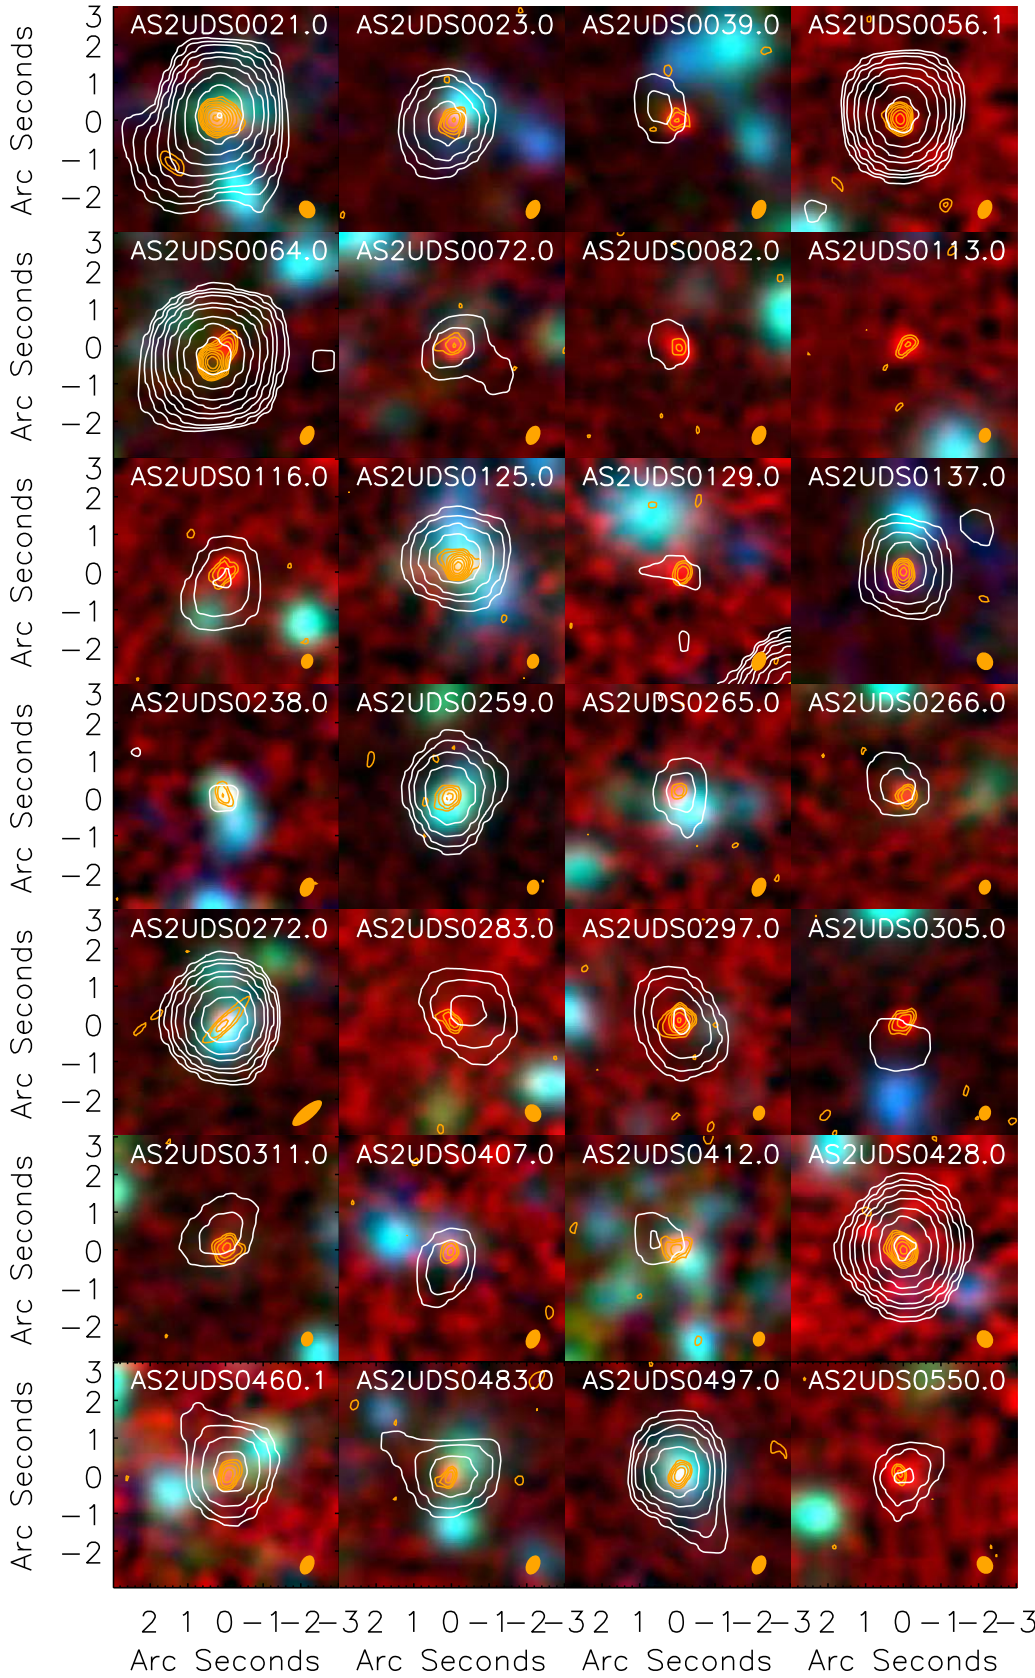 AS2UDS0021.0 AS2UDS0023.0 AS2UDS0039.0 AS2UDS0056.1
3
2
1
0
−1
−2
Arc Seconds
AS2UDS0064.0 AS2UDS0072.0 AS2UDS0082.0 AS2UDS0113.0
3
2
1
0
−1
−2
Arc Seconds
AS2UDS0116.0 AS2UDS0125.0 AS2UDS0129.0 AS2UDS0137.0
3
2
1
0
−1
−2
Arc Seconds
AS2UDS0238.0 AS2UDS0259.0 AS2UDS0265.0 AS2UDS0266.0
3
2
1
0
−1
−2
Arc Seconds
AS2UDS0272.0 AS2UDS0283.0 AS2UDS0297.0 AS2UDS0305.0
3
2
1
0
−1
−2
Arc Seconds
AS2UDS0311.0 AS2UDS0407.0 AS2UDS0412.0 AS2UDS0428.0
3
2
1
0
−1
−2
Arc Seconds
AS2UDS0460.1 AS2UDS0483.0 AS2UDS0497.0 AS2UDS0550.0
3
2
1
0
−1
−2
Arc Seconds
2 1 0 −1 −2 −3 2 1 0 −1 −2 −3 2 1 0 −1 −2 −3 2 1 0 −1 −2 −3
Arc Seconds Arc Seconds Arc Seconds Arc Seconds